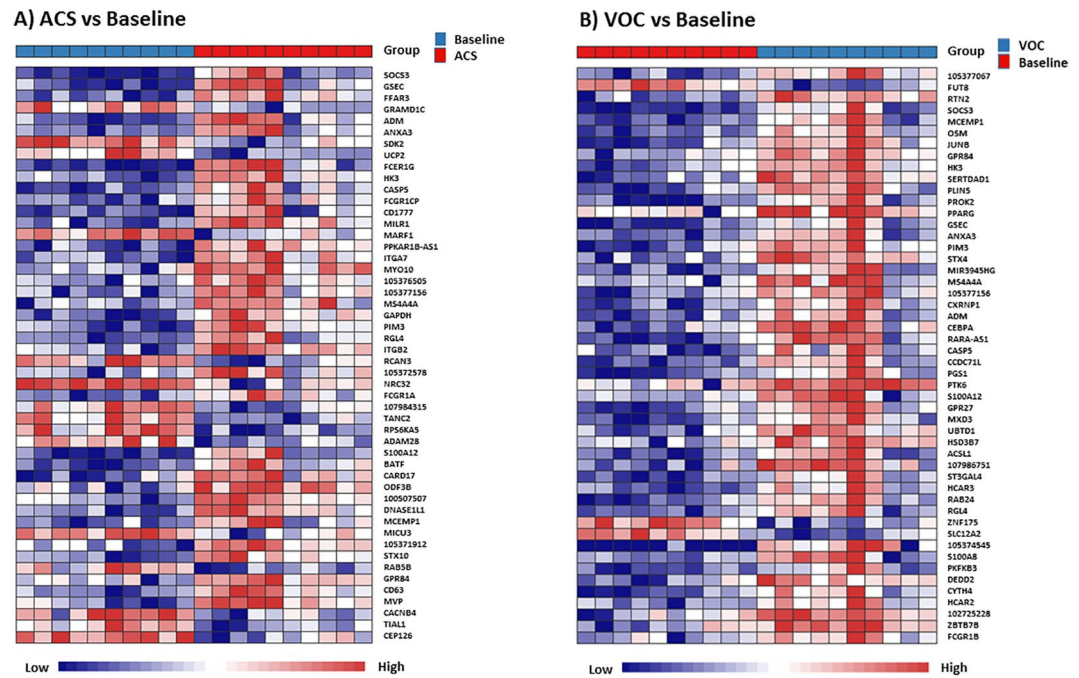 A) ACS vs Baseline
Group
Baseline
ACS
SOCS3
GSEC
FFAR3
GRAMD1C
ADM
ANXA3
SDK2
UCP2
FCER1G
HK3
CASP5
FCGR1CP
CD1777
MILR1
MARF1
PPKAR1B-AS1
ITGA7
MYO10
105376505
105377156
MS4A4A
GAPDH
PIM3
RGL4
ITGB2
RCAN3
105372578
NRC32
FCGR1A
107984315
TANC2
RPS6KA5
ADAM28
S100A12
BATF
CARD17
ODF3B
100507507
DNASE1L1
MCEMP1
MICU3
105371912
STX10
RAB5B
GPRB4
CD63
MVP
CACNB4
TIAL1
CEP126
Low High
B) VOC vs Baseline
Group
VOC
Baseline
105377067
FUT8
RTN2
SOCS3
MCEMP1
OSM
JUNB
GPR84
HK3
SERTDAD1
PLIN5
PROK2
PPARG
GSEC
ANXA3
PIM3
STX4
MIR3945HG
MS4A4A
105377156
CXRNP1
ADM
CEBPA
RARA-AS1
CASP5
CCDC71L
PGS1
PTK6
S100A12
GPR27
MXD3
UBTD1
HSD3B7
ACSL1
107986751
ST3GAL4
HCAR3
RAB24
RGL4
ZNF175
SLC12A2
105374545
S100A8
PKFKB3
DEDD2
CYTH4
HCAR2
102725228
ZBTB7B
FCGR1B
Low High